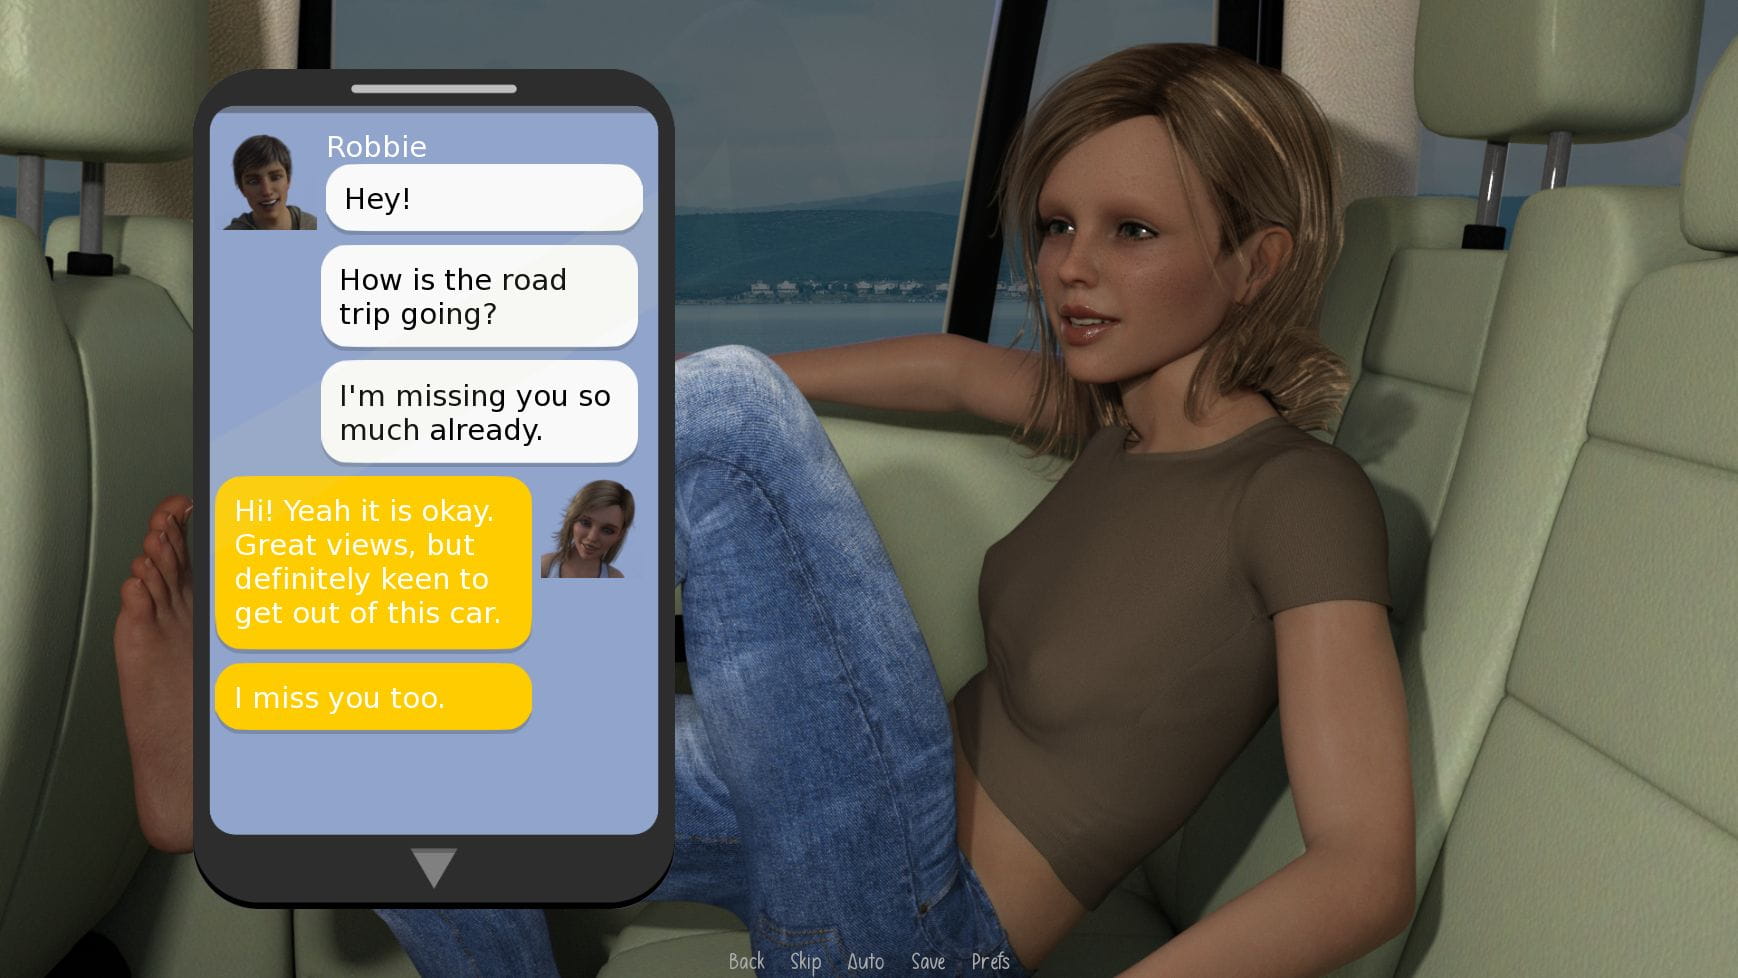 Robbie
Hey!
How is the road
trip going?
I'm missing you so
much already.
Hi! Yeah it is okay.
Great views, but
definitely keen to
get out of this car.
I miss you too.
Back Skip Auto Save Prefs